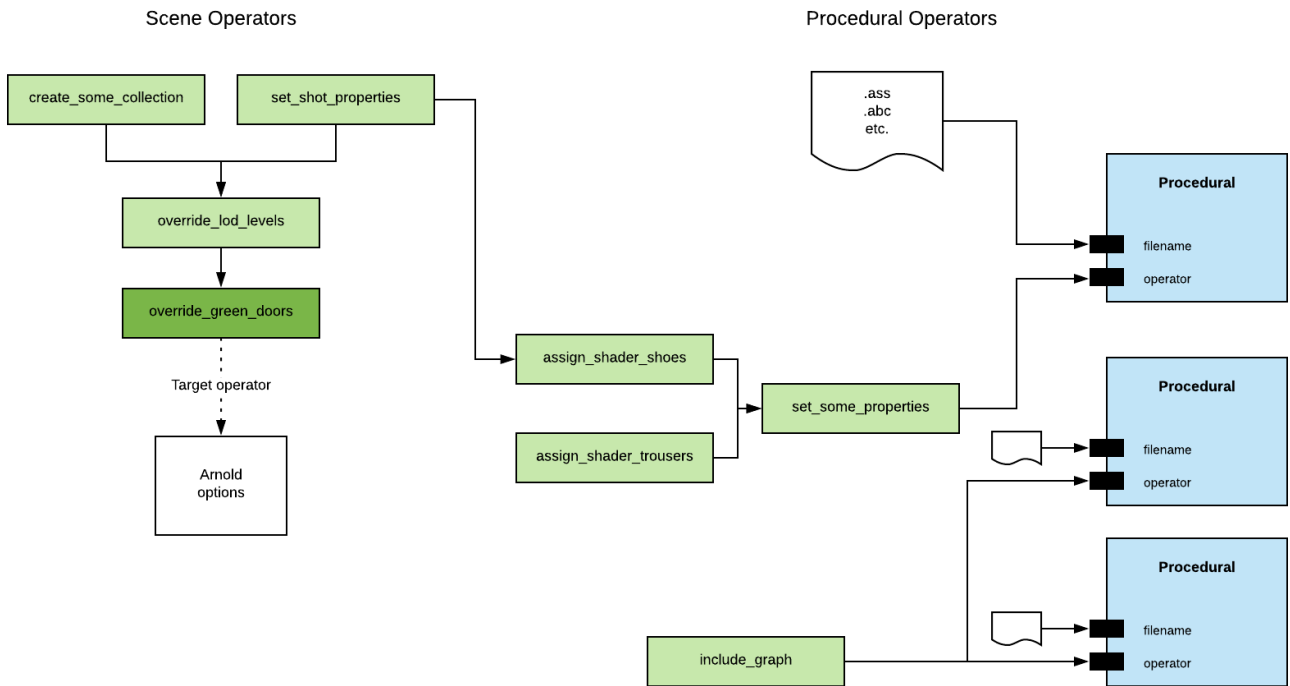 Scene Operators
Procedural Operators
create_some_collection
set_shot_properties
override_lod_levels
override_green_doors
Target operator
Arnold
options
.ass
.abc
etc.
assign_shader_shoes
assign_shader_trousers
set_some_properties
include_graph
Procedural
filename
operator
Procedural
filename
operator
Procedural
filename
operator